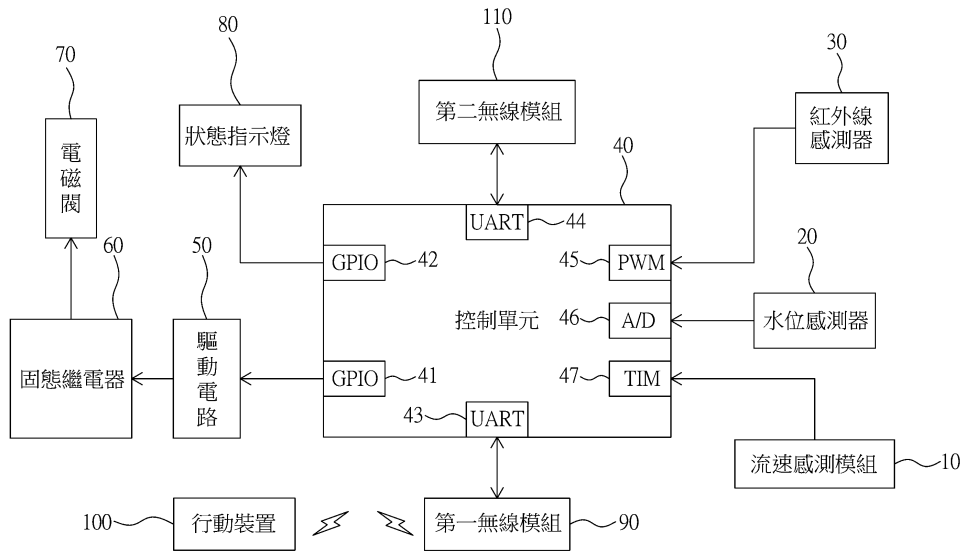 110
80
30
70
第二無線模組
紅外線
感測器
狀態指示燈
電
磁
閥
40
UART
44
60
50
20
GPIO
42
45
PWM
控制單元
46
A/D
水位感測器
固態繼電器
驅
動
電
路
GPIO
41
47
TIM
43
UART
流速感測模組
10
100
行動裝置
第一無線模組
90